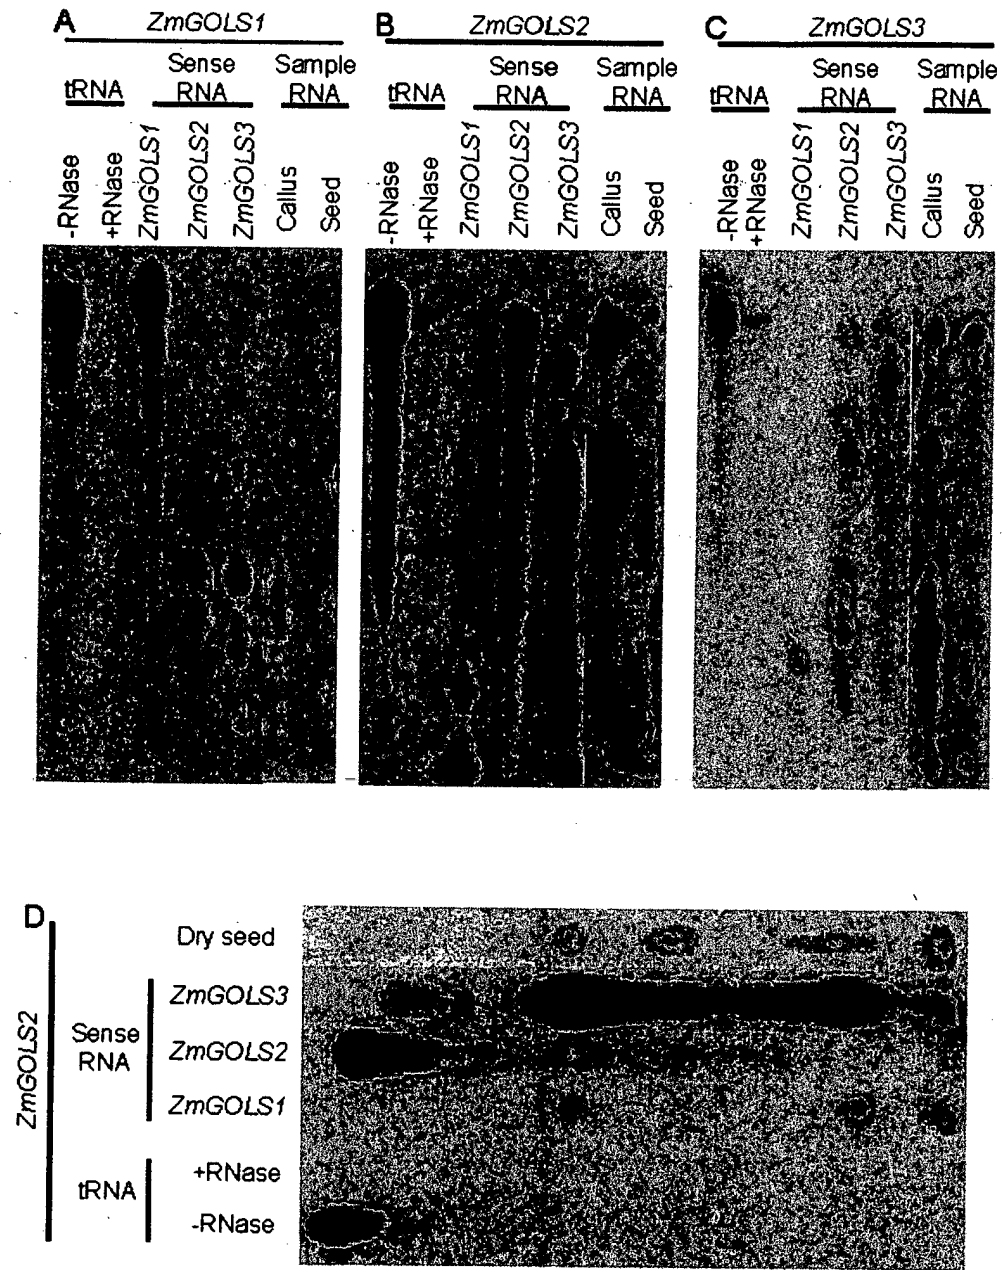 A ZmGOLS1
tRNA Sense RNA Sample RNA
-RNase +RNase ZmGOLS1 ZmGOLS2 ZmGOLS3 Callus Seed
B ZmGOLS2
tRNA Sense RNA Sample RNA
-RNase +RNase ZmGOLS1 ZmGOLS2 ZmGOLS3 Callus Seed
C ZmGOLS3
tRNA Sense RNA Sample RNA
-RNase +RNase ZmGOLS1 ZmGOLS2 ZmGOLS3 Callus Seed
D
ZmGOLS2
Dry seed
Sense RNA
ZmGOLS3
ZmGOLS2
ZmGOLS1
tRNA
+RNase
-RNase